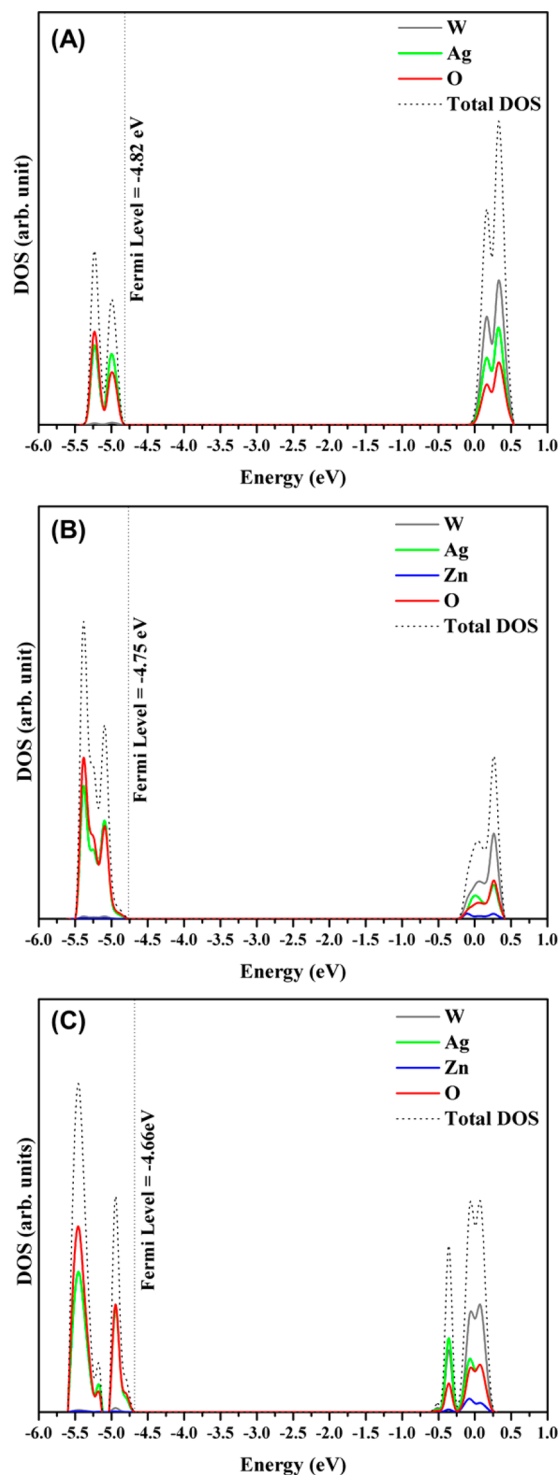 (A)
W
Ag
O
Total DOS
Fermi Level = -4.82 eV
DOS (arb. unit)
-6.0 -5.5 -5.0 -4.5 -4.0 -3.5 -3.0 -2.5 -2.0 -1.5 -1.0 -0.5 0.0 0.5 1.0
Energy (eV)
(B)
W
Ag
Zn
O
Total DOS
Fermi Level = -4.75 eV
DOS (arb. unit)
-6.0 -5.5 -5.0 -4.5 -4.0 -3.5 -3.0 -2.5 -2.0 -1.5 -1.0 -0.5 0.0 0.5 1.0
Energy (eV)
(C)
W
Ag
Zn
O
Total DOS
Fermi Level = -4.66eV
DOS (arb. units)
-6.0 -5.5 -5.0 -4.5 -4.0 -3.5 -3.0 -2.5 -2.0 -1.5 -1.0 -0.5 0.0 0.5 1.0
Energy (eV)